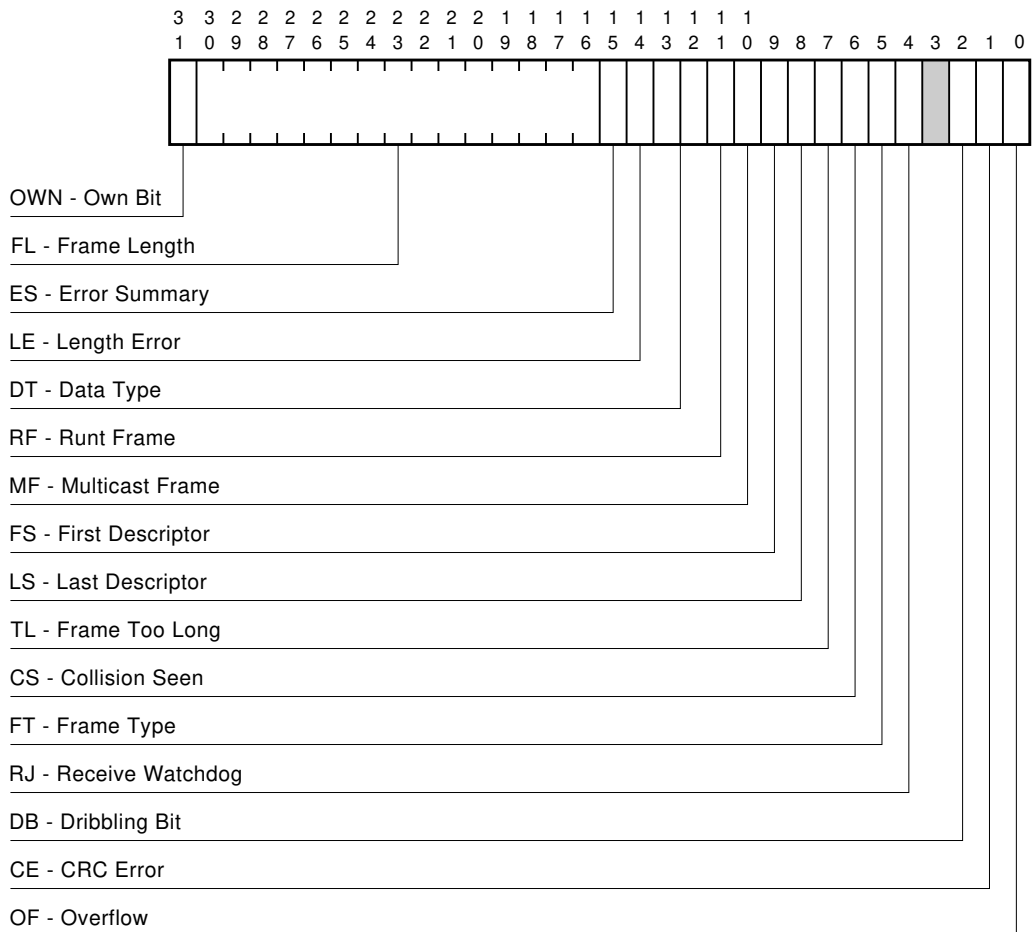 3 3 2 2 2 2 2 2 2 2 2 2 1 1 1 1 1 1 1 1 1 1
1 0 9 8 7 6 5 4 3 2 1 0 9 8 7 6 5 4 3 2 1 0 9 8 7 6 5 4 3 2 1 0
OWN - Own Bit
FL - Frame Length
ES - Error Summary
LE - Length Error
DT - Data Type
RF - Runt Frame
MF - Multicast Frame
FS - First Descriptor
LS - Last Descriptor
TL - Frame Too Long
CS - Collision Seen
FT - Frame Type
RJ - Receive Watchdog
DB - Dribbling Bit
CE - CRC Error
OF - Overflow